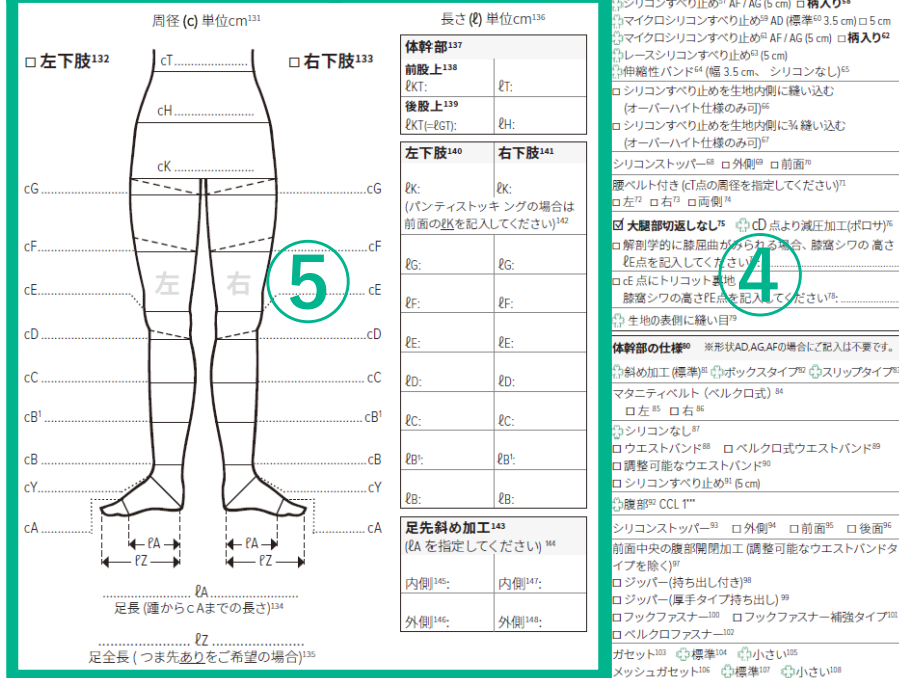 周径 (c) 単位cm131
□ 左下肢132
□ 右下肢133
cT
cH
cK
cG
cG
cF
cF
左
右
cE
cE
cD
cD
cC
cC
cB1
cB1
cB
cB
cY
cY
cA
cA
ℓA
ℓA
ℓZ
ℓZ
ℓA
足長 (踵からｃAまでの長さ)134
ℓZ
足全長 ( つま先ありをご希望の場合)135
⑤
長さ (ℓ) 単位cm136
体幹部137
前股上138
ℓKT:
ℓT:
後股上139
ℓKT(=ℓGT):
ℓH:
左下肢140
右下肢141
ℓK:
ℓK:
(パンティストッキ ングの場合は
前面のℓKを記入してください)142
ℓG:
ℓG:
ℓF:
ℓF:
ℓE:
ℓE:
ℓD:
ℓD:
ℓC:
ℓC:
ℓB1:
ℓB1:
ℓB:
ℓB:
足先斜め加工143
(ℓA を指定してください) 144
内側145:
内側147:
外側146:
外側148:
シリコンすべり止め57 AF / AG (5 cm) □ 柄入り58
マイクロシリコンすべり止め59 AD (標準60 3.5 cm) □ 5 cm
マイクロシリコンすべり止め61 AF / AG (5 cm) □ 柄入り62
レースシリコンすべり止め63 (5 cm)
伸縮性バンド64 (幅 3.5 cm、 シリコンなし)65
□ シリコンすべり止めを生地内側に縫い込む
(オーバーハイト仕様のみ可)66
□ シリコンすべり止めを生地内側に¾ 縫い込む
(オーバーハイト仕様のみ可)67
シリコンストッパー68 □ 外側69 □ 前面70
腰ベルト付き (cT点の周径を指定してください)71
□ 左72 □ 右73 □ 両側74
☑ 大腿部切返しなし75 cD 点より減圧加工(ポロサ)76
□ 解剖学的に膝屈曲がみられる場合、膝窩シワの 高さ
ℓE点を記入してください
□ cE 点にトリコット裏地
膝窩シワの高さℓE点を記入してください78:
④
生地の表側に縫い目79
体幹部の仕様80 ※形状AD,AG,AFの場合はご記入は不要です。
斜め加工 (標準)81 ボックスタイプ82 スリップタイプ83
マタニティベルト (ベルクロ式) 84
□ 左 85 □ 右 86
シリコンなし87
□ ウエストバンド88 □ ベルクロ式ウエストバンド89
□ 調整可能なウエストバンド90
□ シリコンすべり止め91 (5 cm)
腹部92 CCL 1***
シリコンストッパー93 □ 外側94 □ 前面95 □ 後面96
前面中央の腹部開閉加工 (調整可能なウエストバンドタ
イプを除く)97
□ ジッパー(持ち出し付き)98
□ ジッパー(厚手タイプ持ち出し) 99
□ フックファスナー100 □ フックファスナー補強タイプ101
□ ベルクロファスナー102
ガセット103 標準104 小さい105
メッシュガセット106 標準107 小さい108